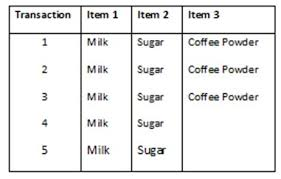 Transaction Item 1 Item 2 Item 3
1 Milk Sugar Coffee Powder
2 Milk Sugar Coffee Powder
3 Milk Sugar Coffee Powder
4 Milk Sugar
5 Milk Sugar